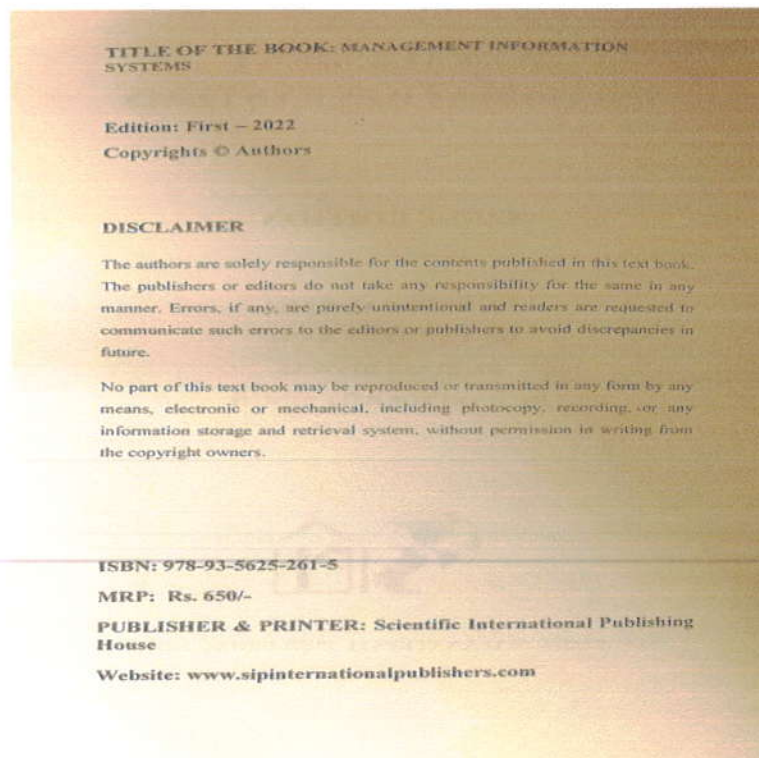 TITLE OF THE BOOK: MANAGEMENT INFORMATION
SYSTEMS
Edition: First – 2022
Copyrights © Authors
DISCLAIMER
The authors are solely responsible for the contents published in this text book.
The publishers or editors do not take any responsibility for the same in any
manner. Errors, if any, are purely unintentional and readers are requested to
communicate such errors to the editors or publishers to avoid discrepancies in
future.
No part of this text book may be reproduced or transmitted in any form by any
means, electronic or mechanical, including photocopy, recording, or any
information storage and retrieval system, without permission in writing from
the copyright owners.
ISBN: 978-93-5625-261-5
MRP: Rs. 650/-
PUBLISHER & PRINTER: Scientific International Publishing
House
Website: www.sipinternationalpublishers.com